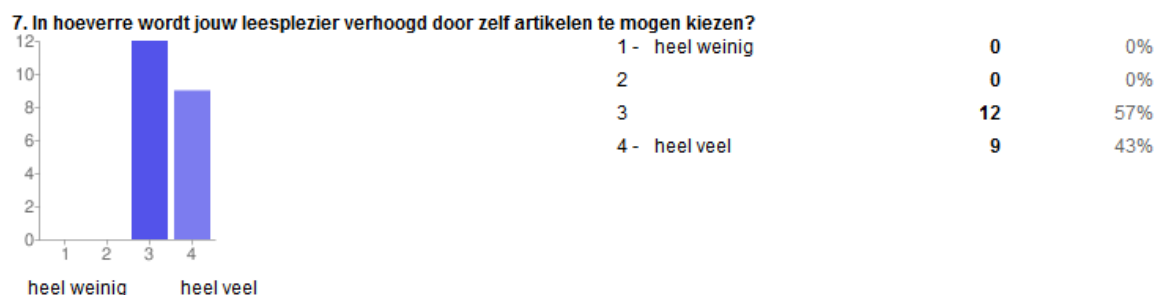 7. In hoeverre wordt jouw leesplezier verhoogd door zelf artikelen te mogen kiezen?
12
10
8
6
4
2
0
1 2 3 4
heel weinig heel veel
1 - heel weinig 0 0%
2 0 0%
3 12 57%
4 - heel veel 9 43%